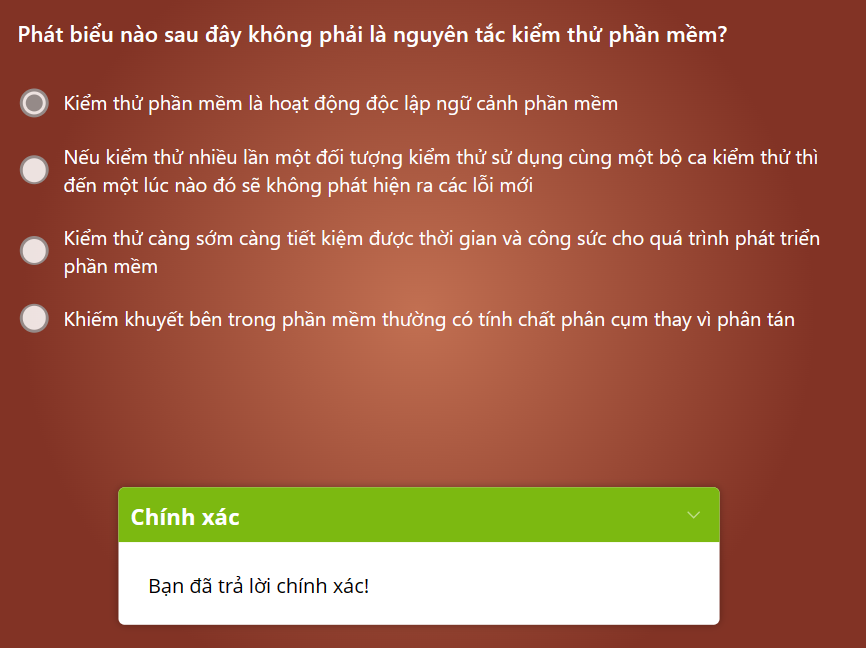 Phát biểu nào sau đây không phải là nguyên tắc kiểm thử phần mềm?
Kiểm thử phần mềm là hoạt động độc lập ngữ cảnh phần mềm
Nếu kiểm thử nhiều lần một đối tượng kiểm thử sử dụng cùng một bộ ca kiểm thử thì
đến một lúc nào đó sẽ không phát hiện ra các lỗi mới
Kiểm thử càng sớm càng tiết kiệm được thời gian và công sức cho quá trình phát triển
phần mềm
Khiếm khuyết bên trong phần mềm thường có tính chất phân cụm thay vì phân tán
Chính xác
Bạn đã trả lời chính xác!